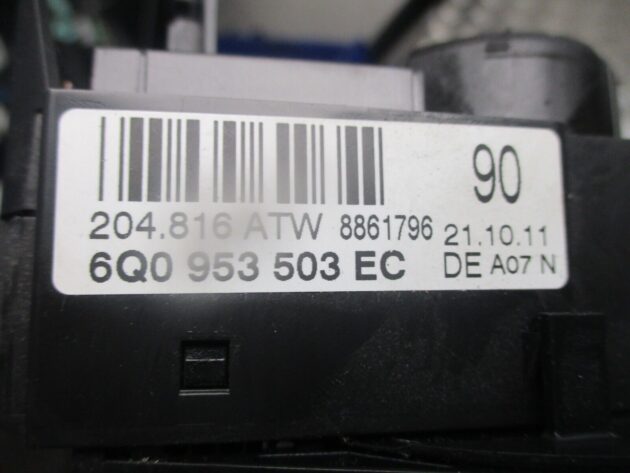 90
204.816 ATW 8861796 21.10.11
6Q0 953 503 EC DE A07 N